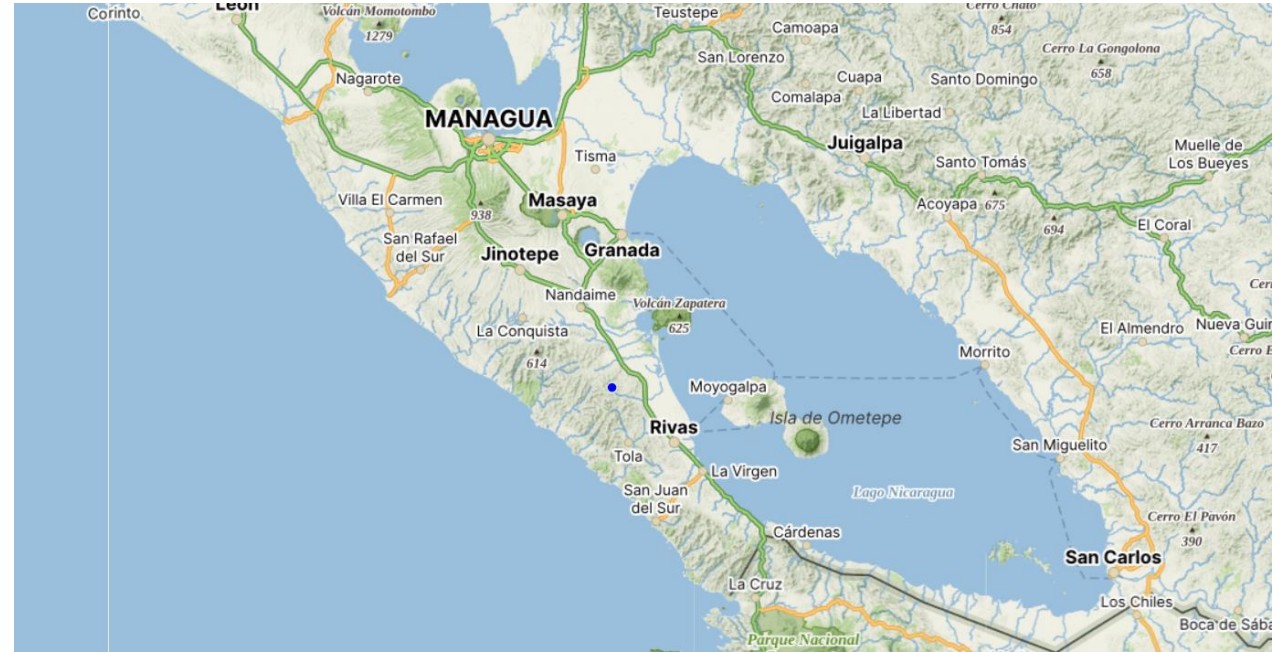 León
Corinto
Volcán Momotombo
1279
Teustepe
Camoapa
Cerro Chato
854
San Lorenzo
Cerro La Gongolona
658
Nagarote
Cuapa
Santo Domingo
Comalapa
La Libertad
MANAGUA
Juigalpa
Tisma
Santo Tomás
Muelle de
Los Bueyes
Villa El Carmen
938
Masaya
Acoyapa
675
694
El Coral
San Rafael
del Sur
Jinotepe
Granada
Nandaime
Volcán Zapatera
625
La Conquista
614
El Almendro
Nueva Guin
Morrito
Moyogalpa
Isla de Ometepe
Rivas
Cerro Arranca Bazo
417
San Miguelito
Tola
La Virgen
San Juan
del Sur
Lago Nicaragua
Cerro El Pavón
390
Cárdenas
San Carlos
La Cruz
Los Chiles
Boca de Sába
Parque Nacional